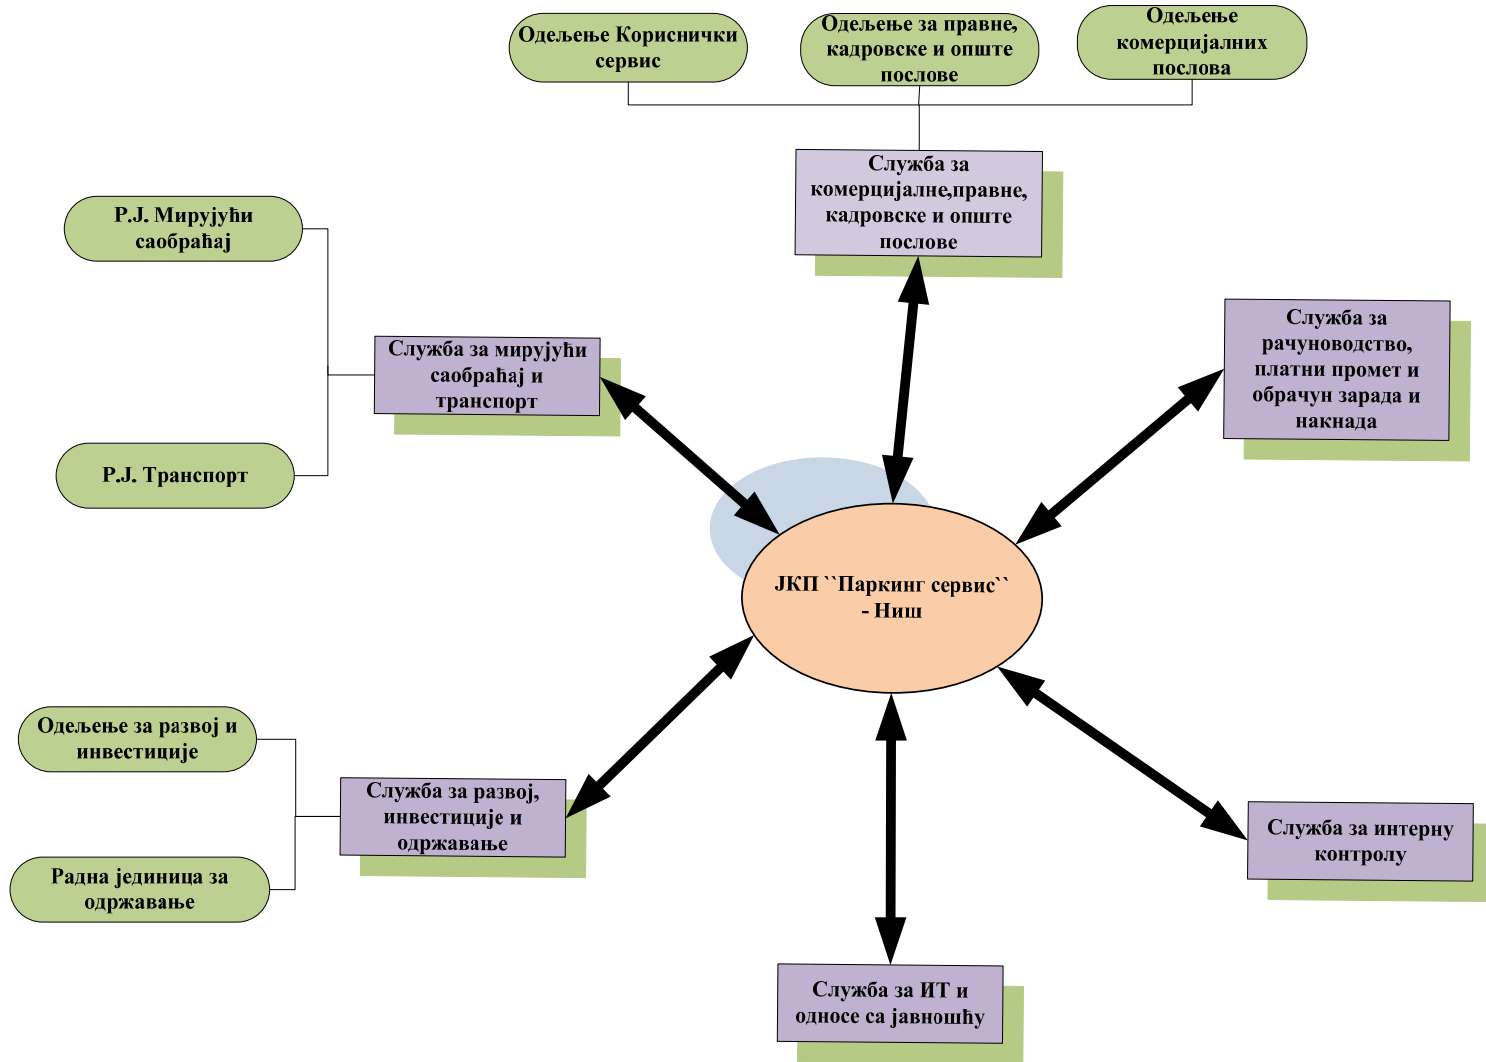 Одељење Кориснички
сервис
Одељење за правне,
кадровске и опште
послове
Одељење
комерцијалних
послова
Служба за
комерцијалне,правне,
кадровске и опште
послове
Р.Ј. Мирујући
саобраћај
Служба за мирујући
саобраћај и
транспорт
Р.Ј. Транспорт
Служба за
рачуноводство,
платни промет и
обрачун зарада и
накнада
ЈКП ``Паркинг сервис``
- Ниш
Одељење за развој и
инвестиције
Служба за развој,
инвестиције и
одржавање
Радна јединица за
одржавање
Служба за интерну
контролу
Служба за ИТ и
односе са јавношћу